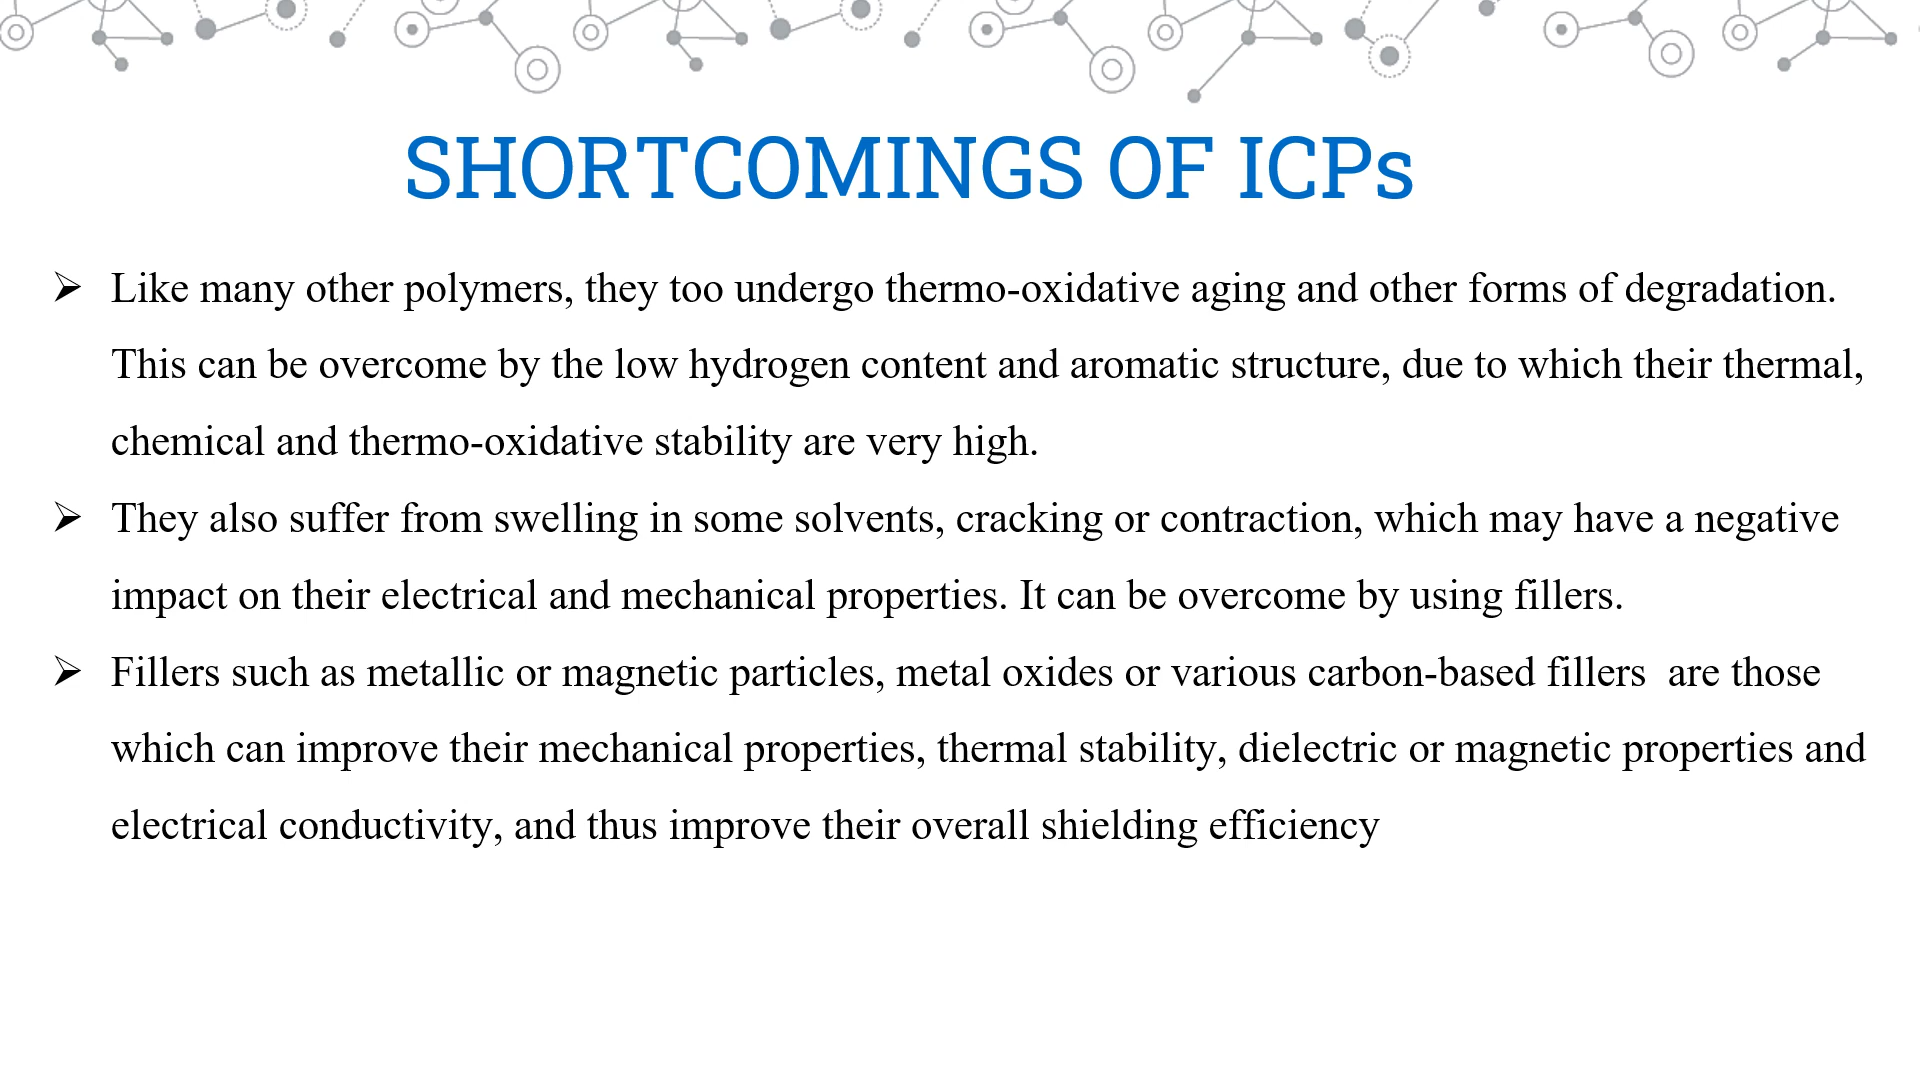 SHORTCOMINGS OF ICPs
➢ Like many other polymers, they too undergo thermo-oxidative aging and other forms of degradation.
This can be overcome by the low hydrogen content and aromatic structure, due to which their thermal,
chemical and thermo-oxidative stability are very high.
➢ They also suffer from swelling in some solvents, cracking or contraction, which may have a negative
impact on their electrical and mechanical properties. It can be overcome by using fillers.
➢ Fillers such as metallic or magnetic particles, metal oxides or various carbon-based fillers  are those
which can improve their mechanical properties, thermal stability, dielectric or magnetic properties and
electrical conductivity, and thus improve their overall shielding efficiency